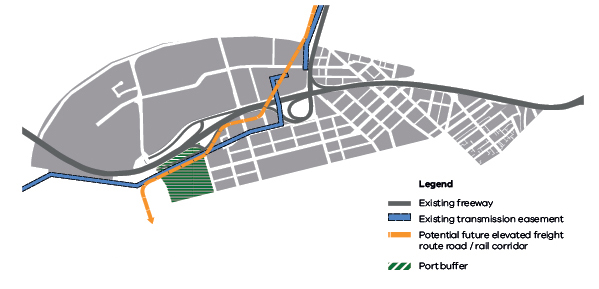 Legend
Existing freeway
Existing transmission easement
Potential future elevated freight
route road / rail corridor
Port buffer